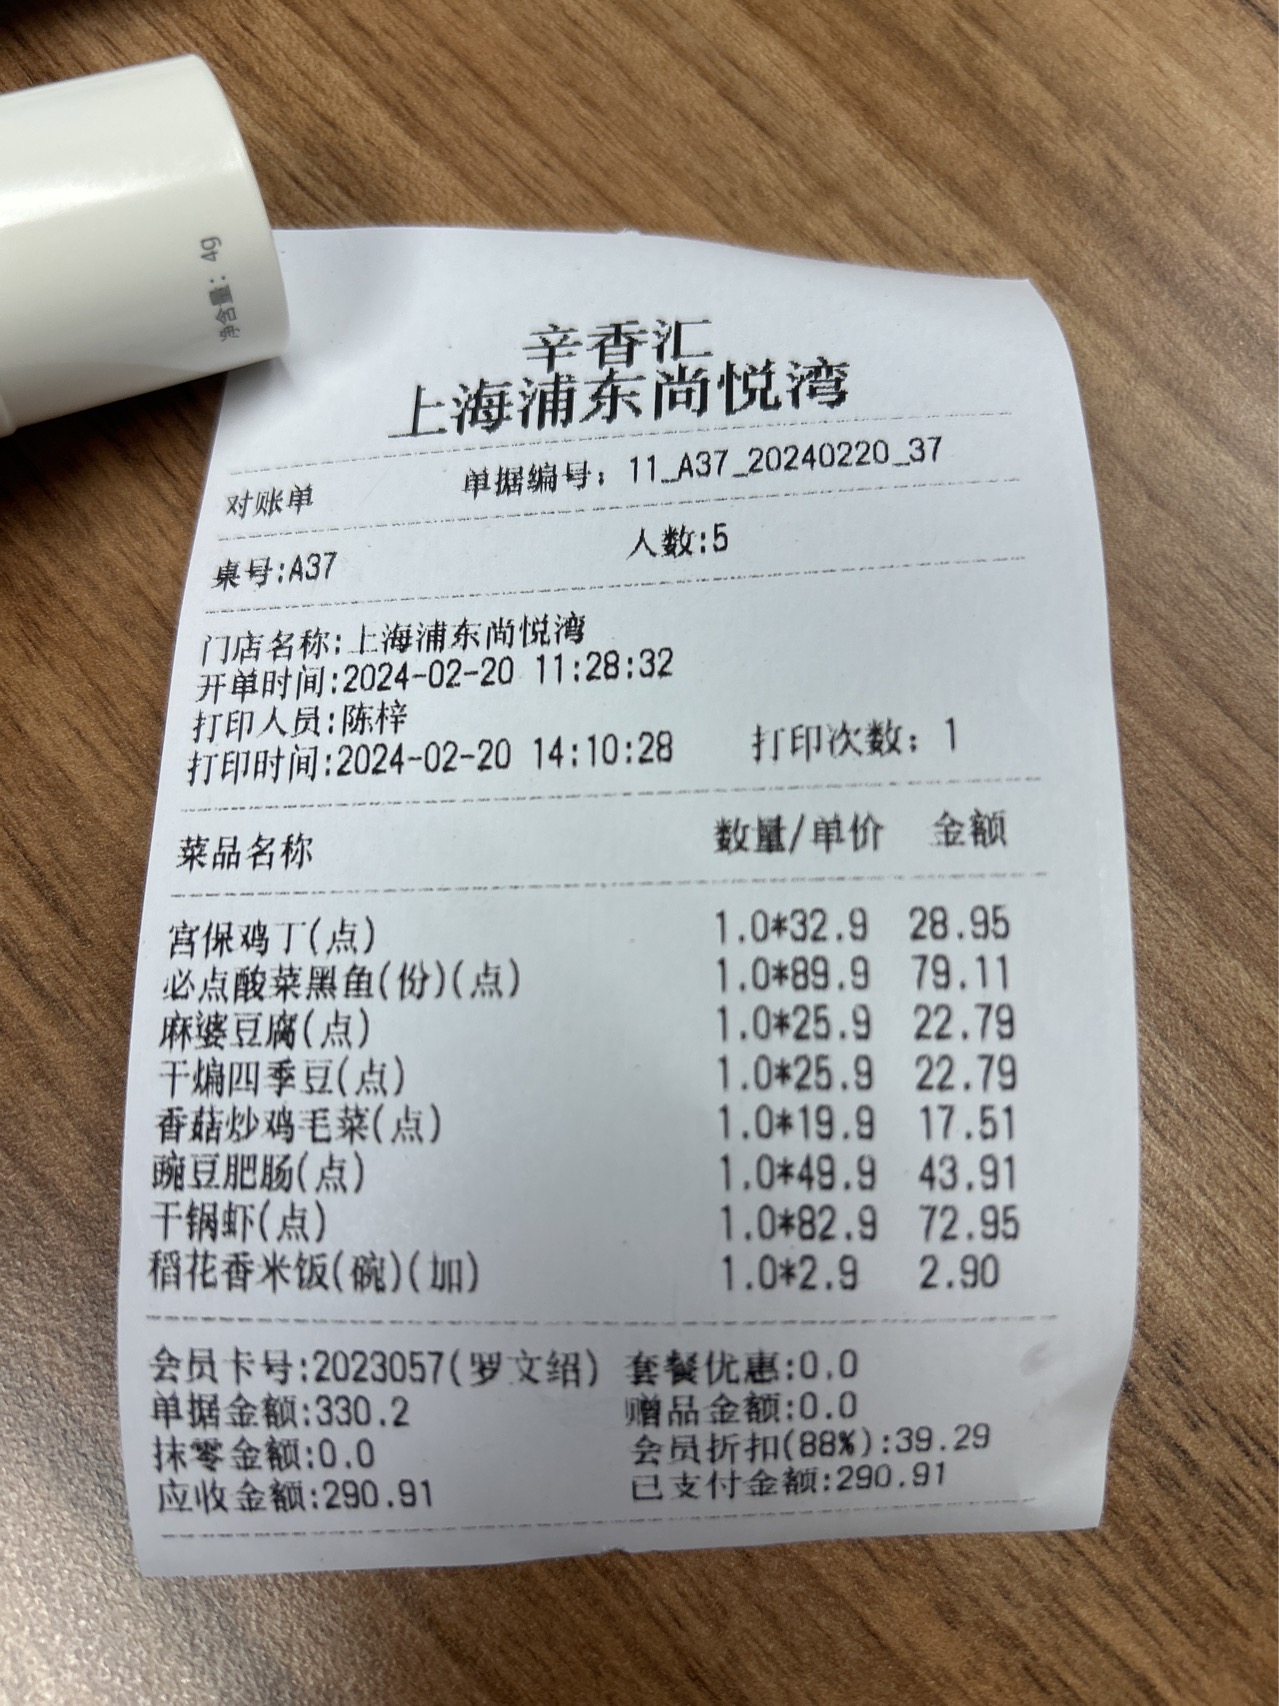 净含量：4g
辛香汇
上海浦东尚悦湾
对账单 单据编号：11_A37_20240220_37
桌号:A37 人数:5
门店名称:上海浦东尚悦湾
开单时间:2024-02-20 11:28:32
打印人员:陈梓
打印时间:2024-02-20 14:10:28 打印次数：1
菜品名称 数量/单价 金额
宫保鸡丁(点) 1.0*32.9 28.95
必点酸菜黑鱼(份)(点) 1.0*89.9 79.11
麻婆豆腐(点) 1.0*25.9 22.79
干煸四季豆(点) 1.0*25.9 22.79
香菇炒鸡毛菜(点) 1.0*19.9 17.51
豌豆肥肠(点) 1.0*49.9 43.91
干锅虾(点) 1.0*82.9 72.95
稻花香米饭(碗)(加) 1.0*2.9 2.90
会员卡号:2023057(罗文绍) 套餐优惠:0.0
单据金额:330.2 赠品金额:0.0
抹零金额:0.0 会员折扣(88%):39.29
应收金额:290.91 已支付金额:290.91